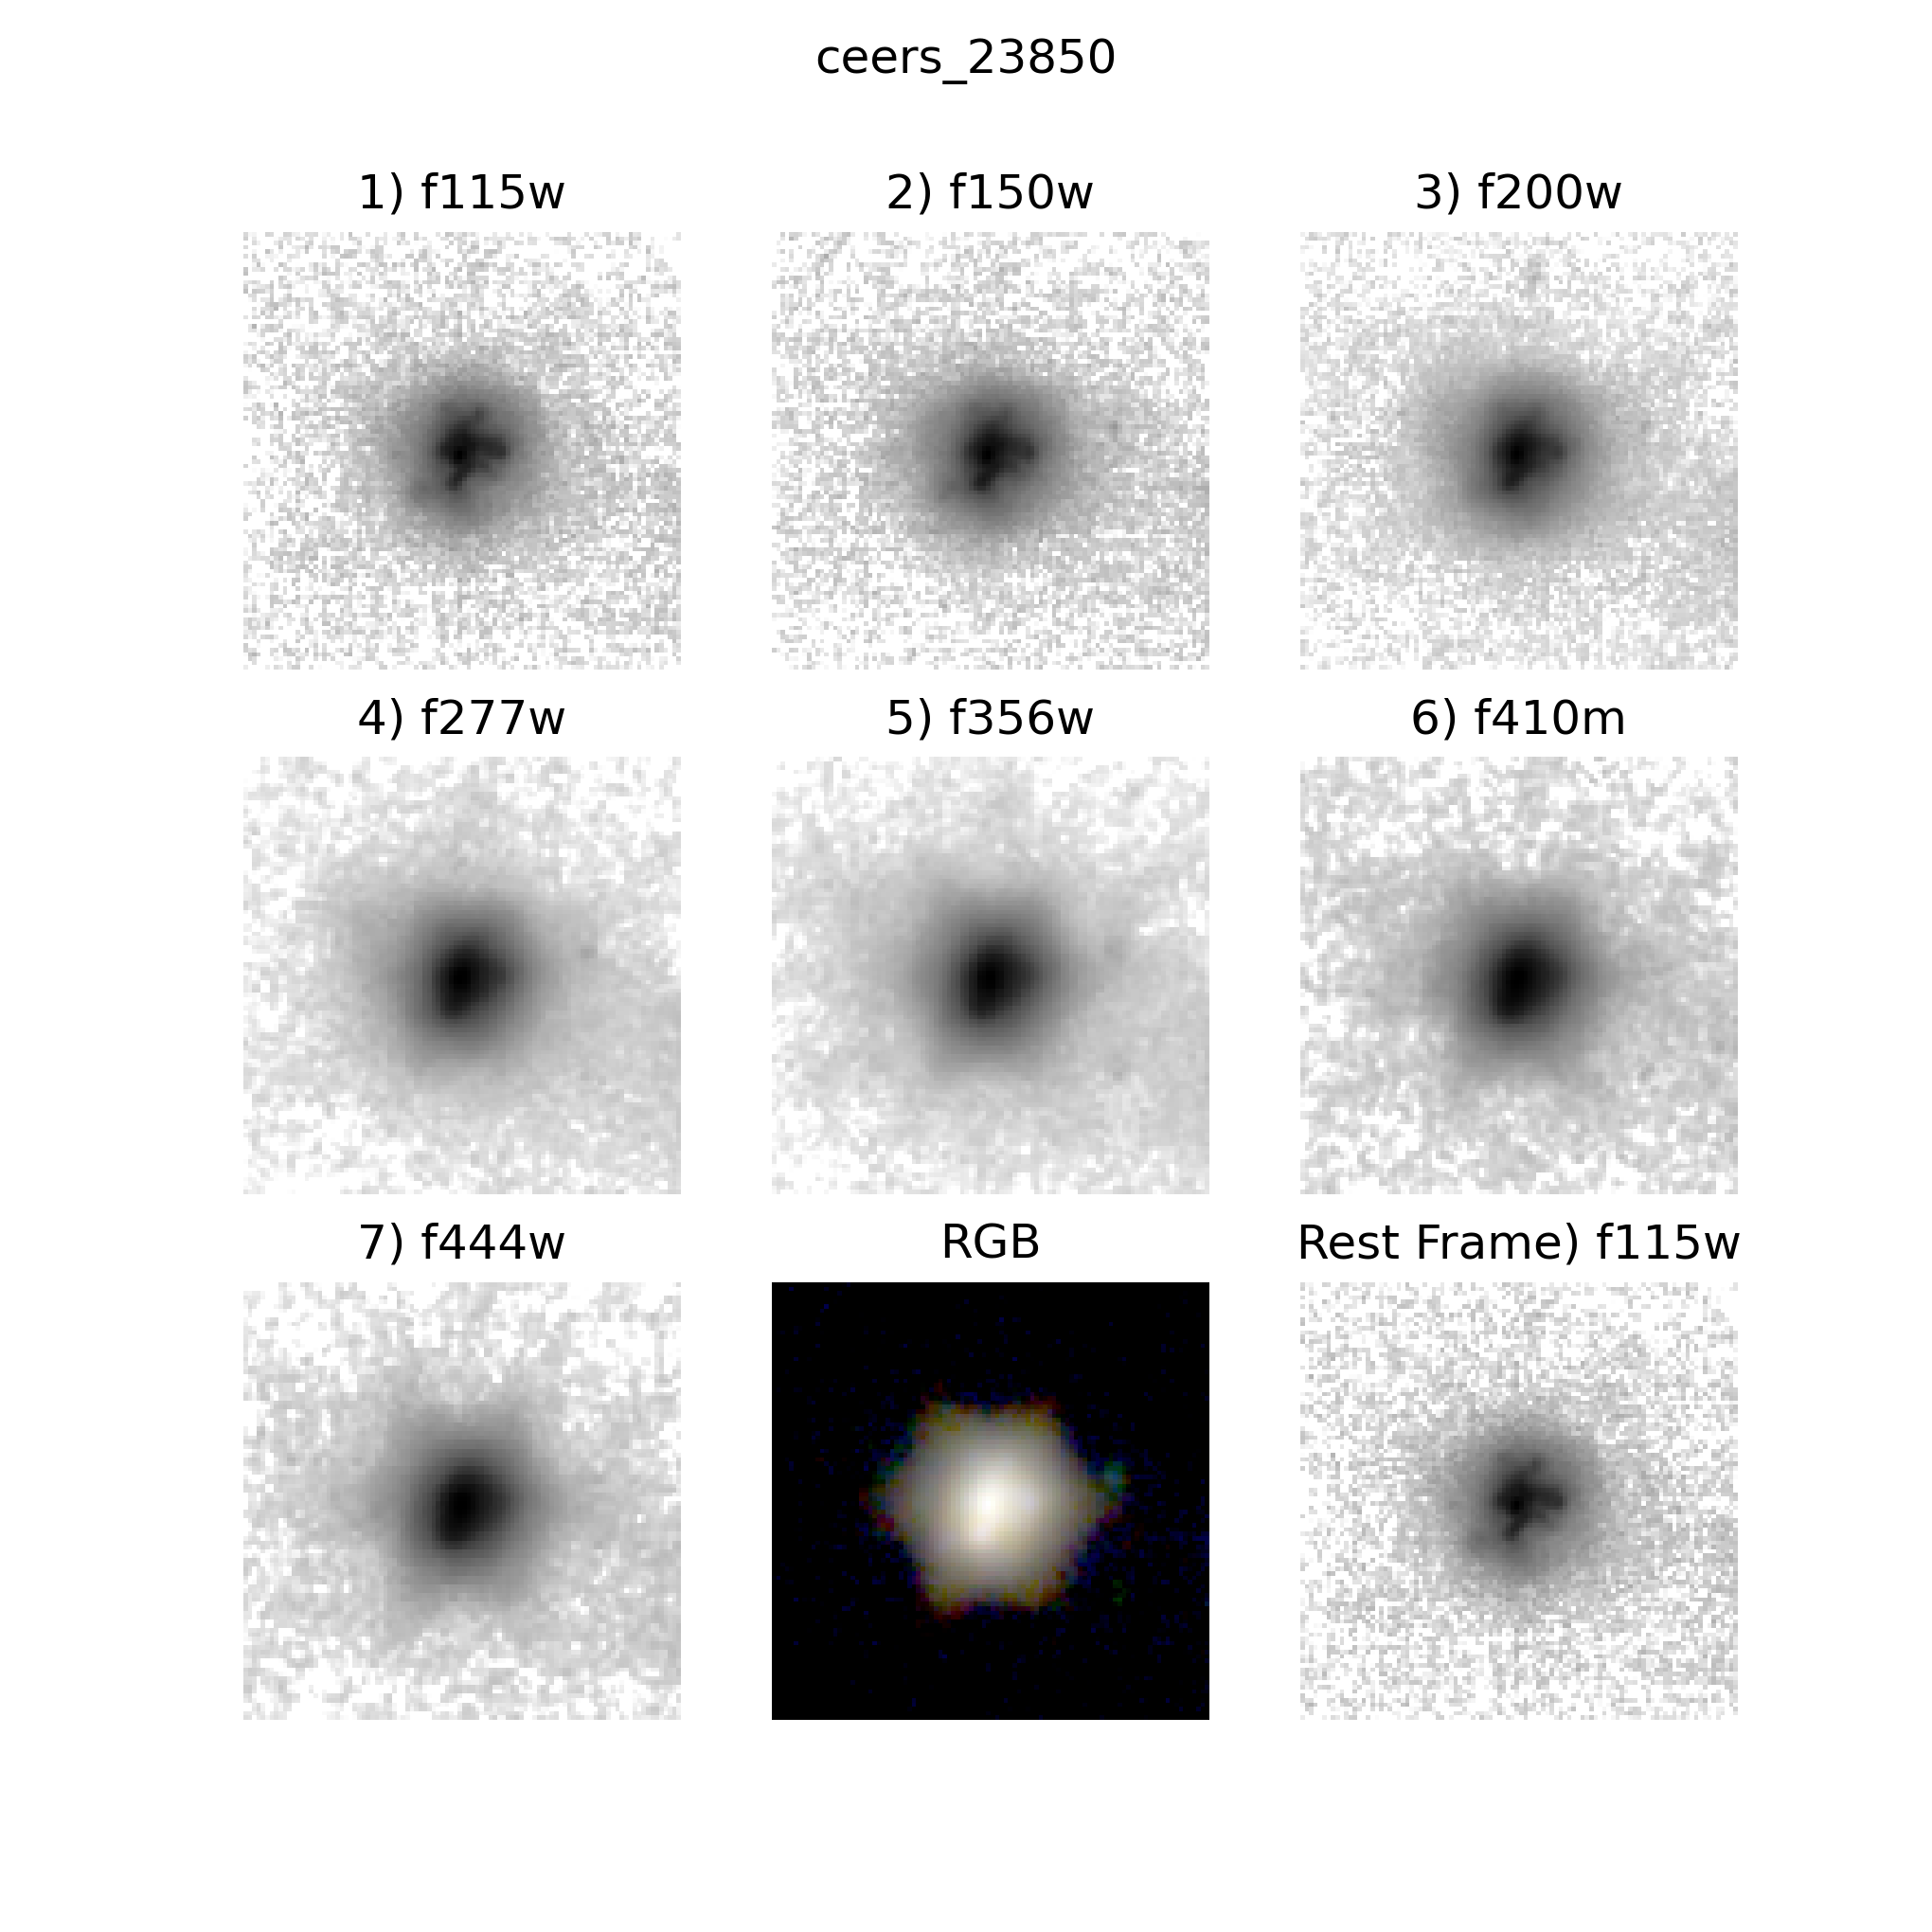 ceers_23850
1) f115w
2) f150w
3) f200w
4) f277w
5) f356w
6) f410m
7) f444w
RGB
Rest Frame) f115w